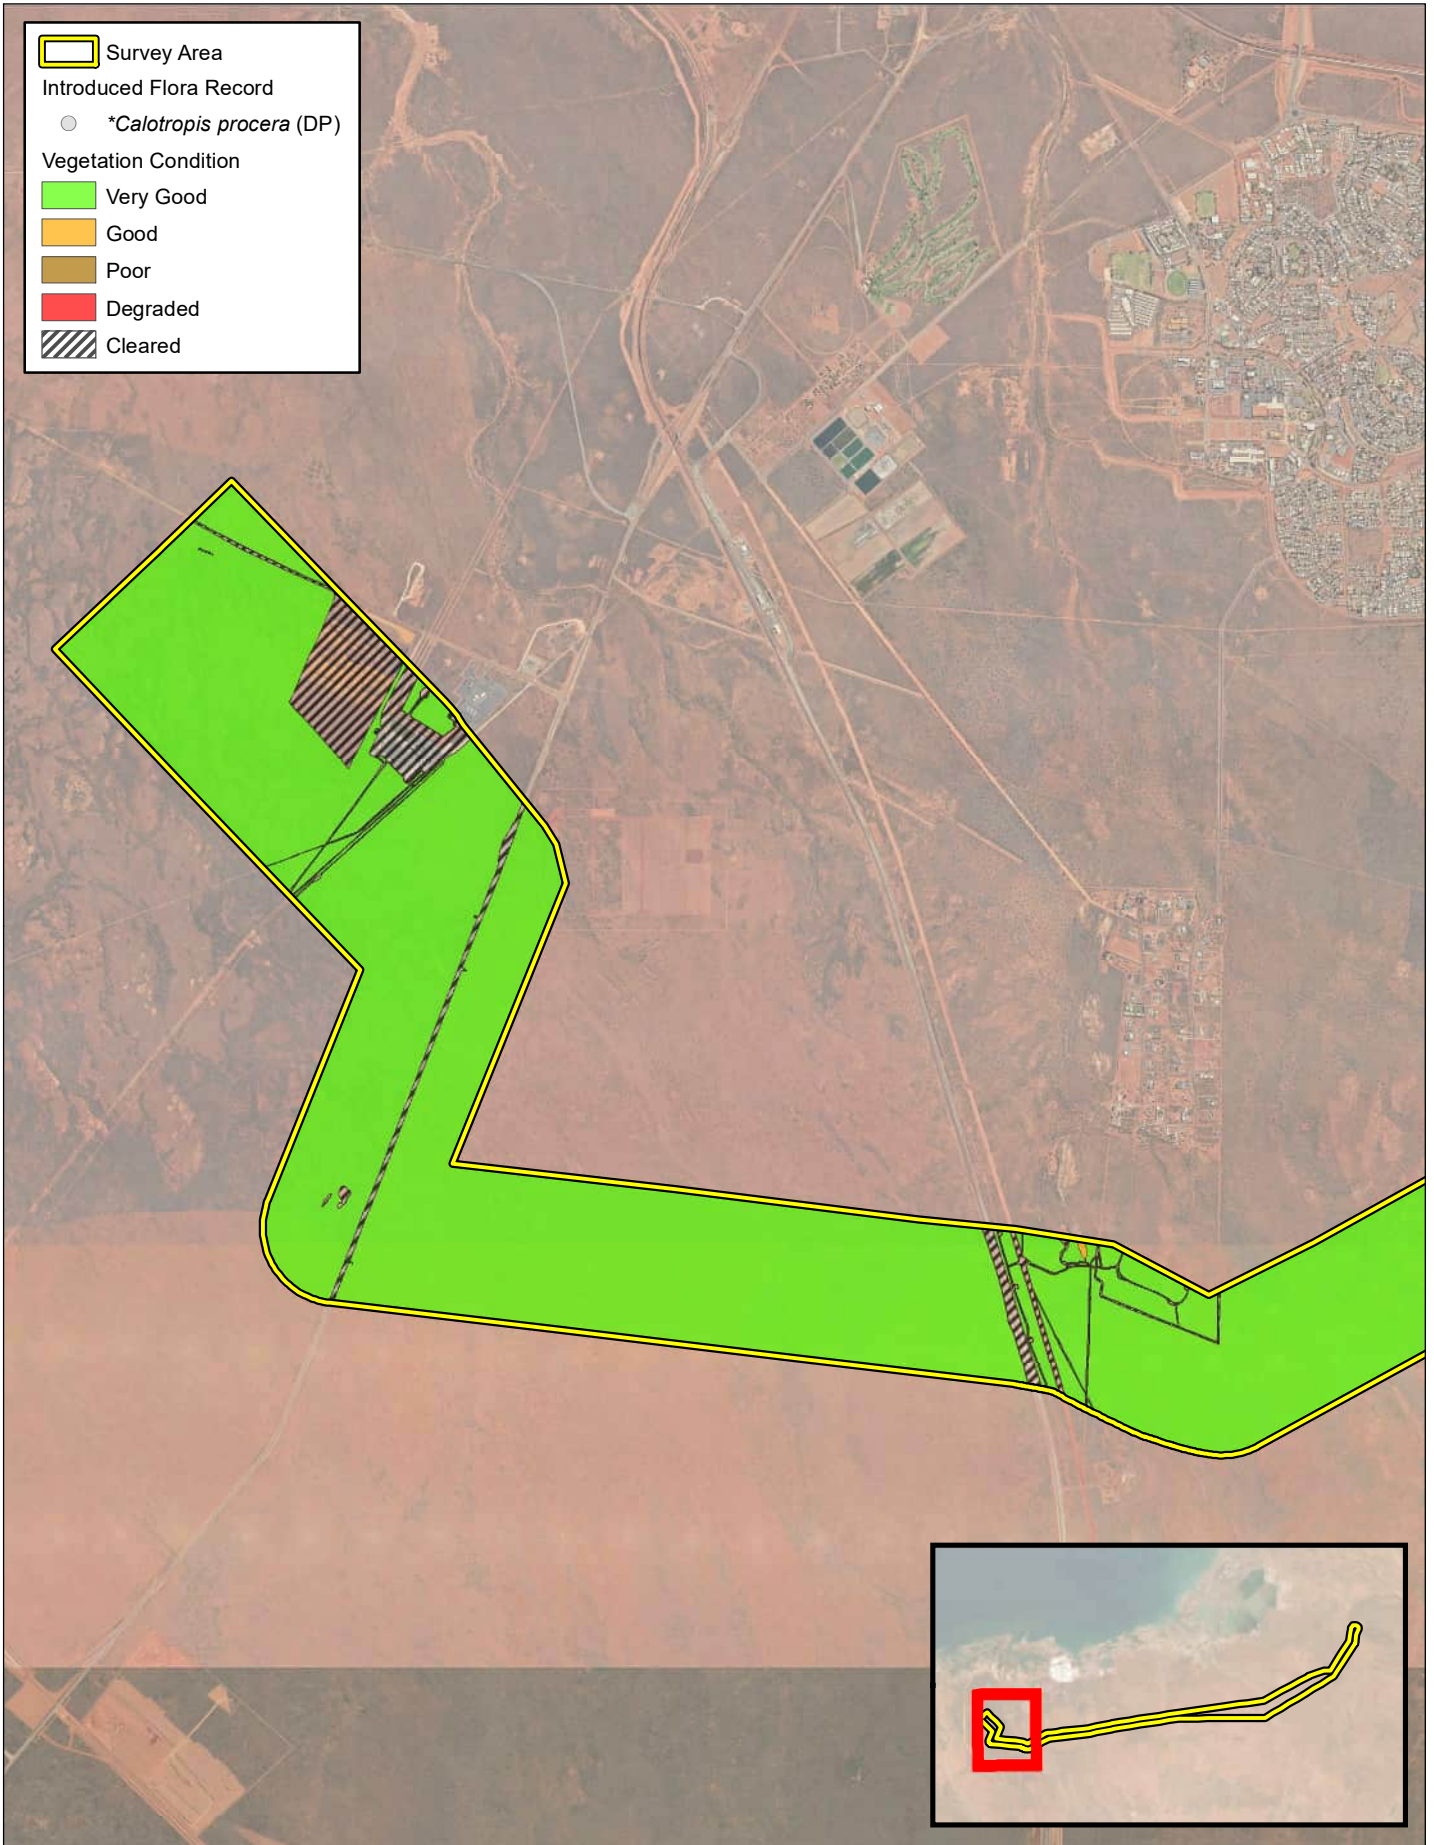 Survey Area
Introduced Flora Record
*Calotropis procera (DP)
Vegetation Condition
Very Good
Good
Poor
Degraded
Cleared